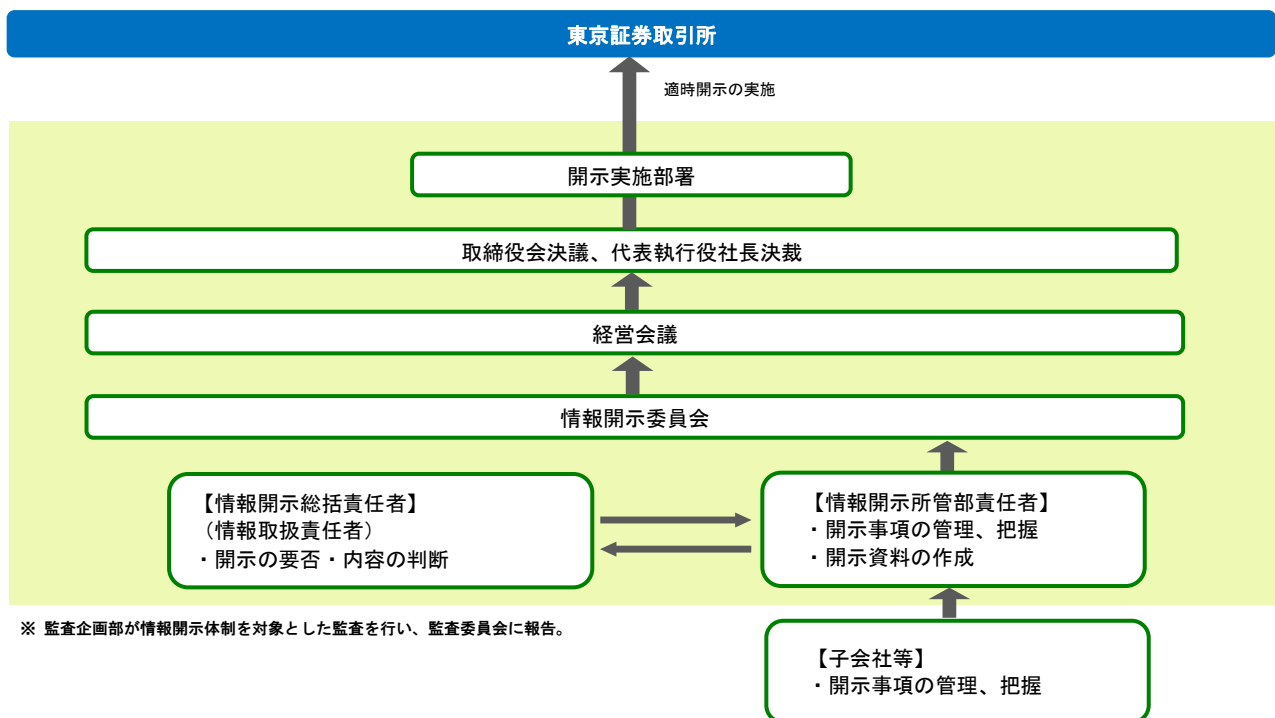 東京証券取引所
適時開示の実施
開示実施部署
取締役会決議、代表執行役社長決裁
経営会議
情報開示委員会
【情報開示総括責任者】
（情報取扱責任者）
・開示の要否・内容の判断
【情報開示所管部責任者】
・開示事項の管理、把握
・開示資料の作成
※ 監査企画部が情報開示体制を対象とした監査を行い、監査委員会に報告。
【子会社等】
・開示事項の管理、把握